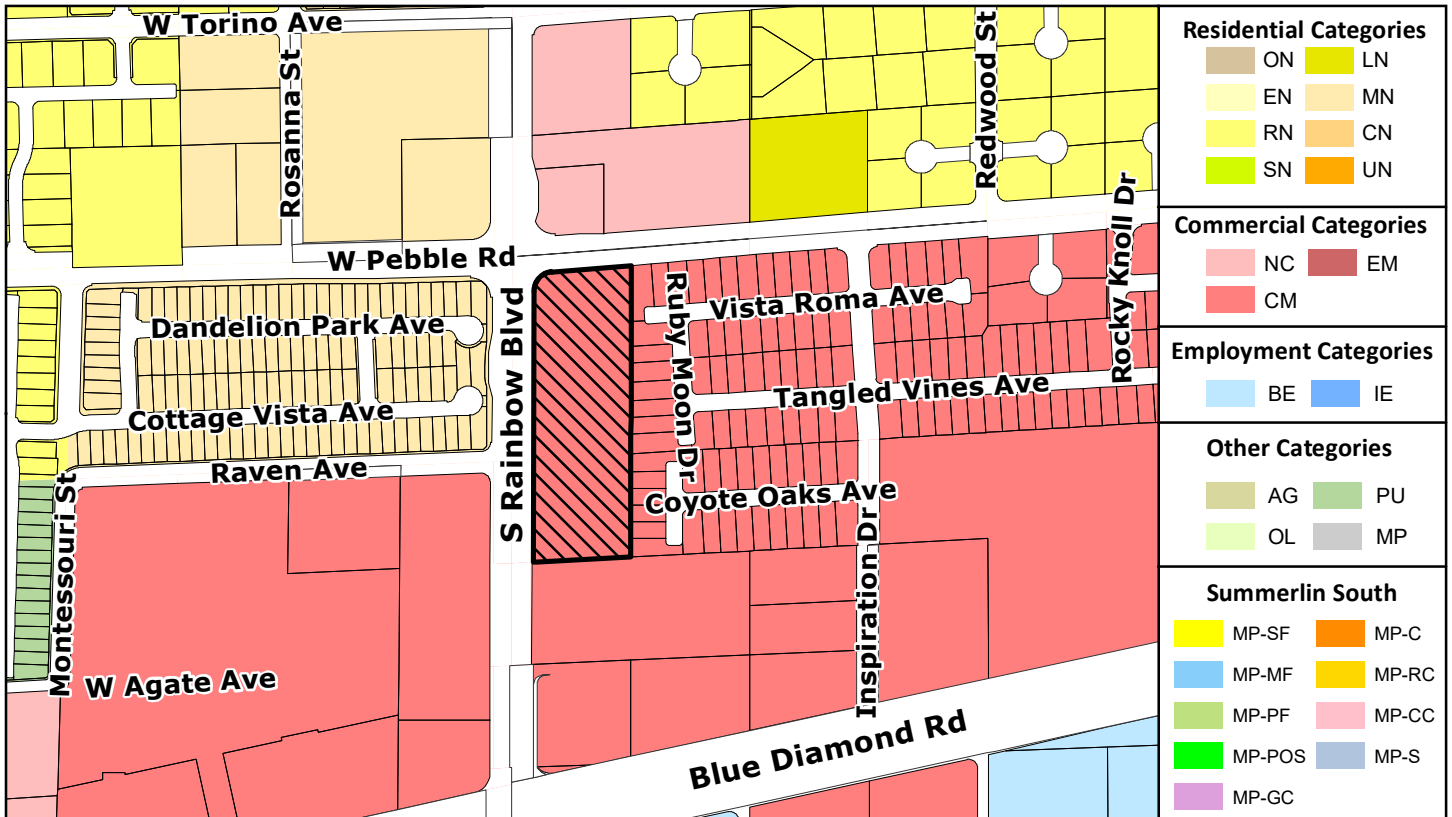 W Torino Ave
Rosanna St
Redwood St
Rocky Knoll Dr
W Pebble Rd
S Rainbow Blvd
Ruby Moon Dr
Vista Roma Ave
Dandelion Park Ave
Tangled Vines Ave
Cottage Vista Ave
Raven Ave
Coyote Oaks Ave
Montessouri St
Inspiration Dr
W Agate Ave
Blue Diamond Rd
Residential Categories
ON LN
EN MN
RN CN
SN UN
Commercial Categories
NC EM
CM
Employment Categories
BE IE
Other Categories
AG PU
OL MP
Summerlin South
MP-SF MP-C
MP-MF MP-RC
MP-PF MP-CC
MP-POS MP-S
MP-GC